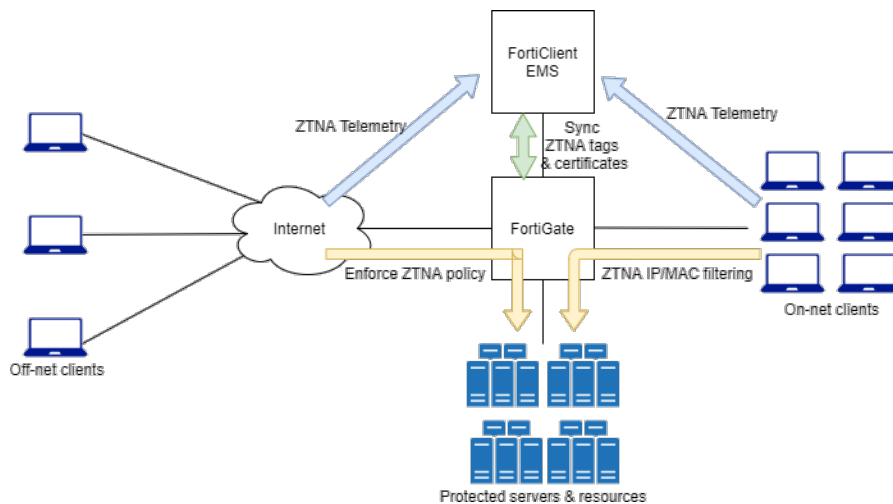 FortiClient
EMS
ZTNA Telemetry
ZTNA Telemetry
Sync
ZTNA tags
& certificates
Internet
FortiGate
Enforce ZTNA policy
ZTNA IP/MAC filtering
On-net clients
Off-net clients
Protected servers & resources